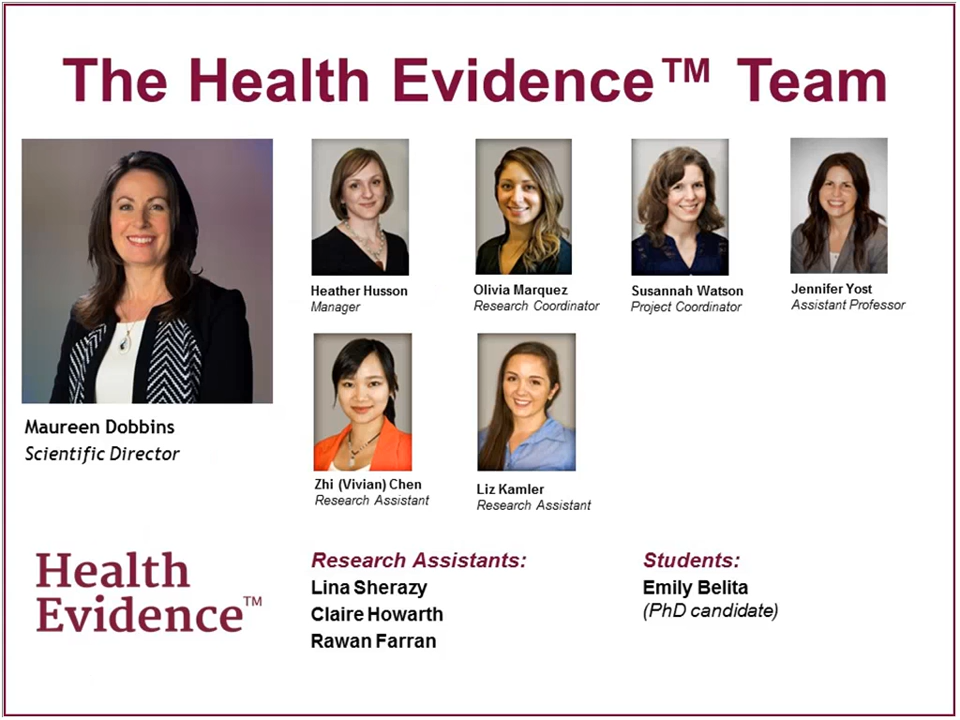 The Health Evidence™ Team
Heather Husson
Manager
Olivia Marquez
Research Coordinator
Susannah Watson
Project Coordinator
Jennifer Yost
Assistant Professor
Maureen Dobbins
Scientific Director
Zhi (Vivian) Chen
Research Assistant
Liz Kamler
Research Assistant
Health
Evidence™
Research Assistants:
Lina Sherazy
Claire Howarth
Rawan Farran
Students:
Emily Belita
(PhD candidate)